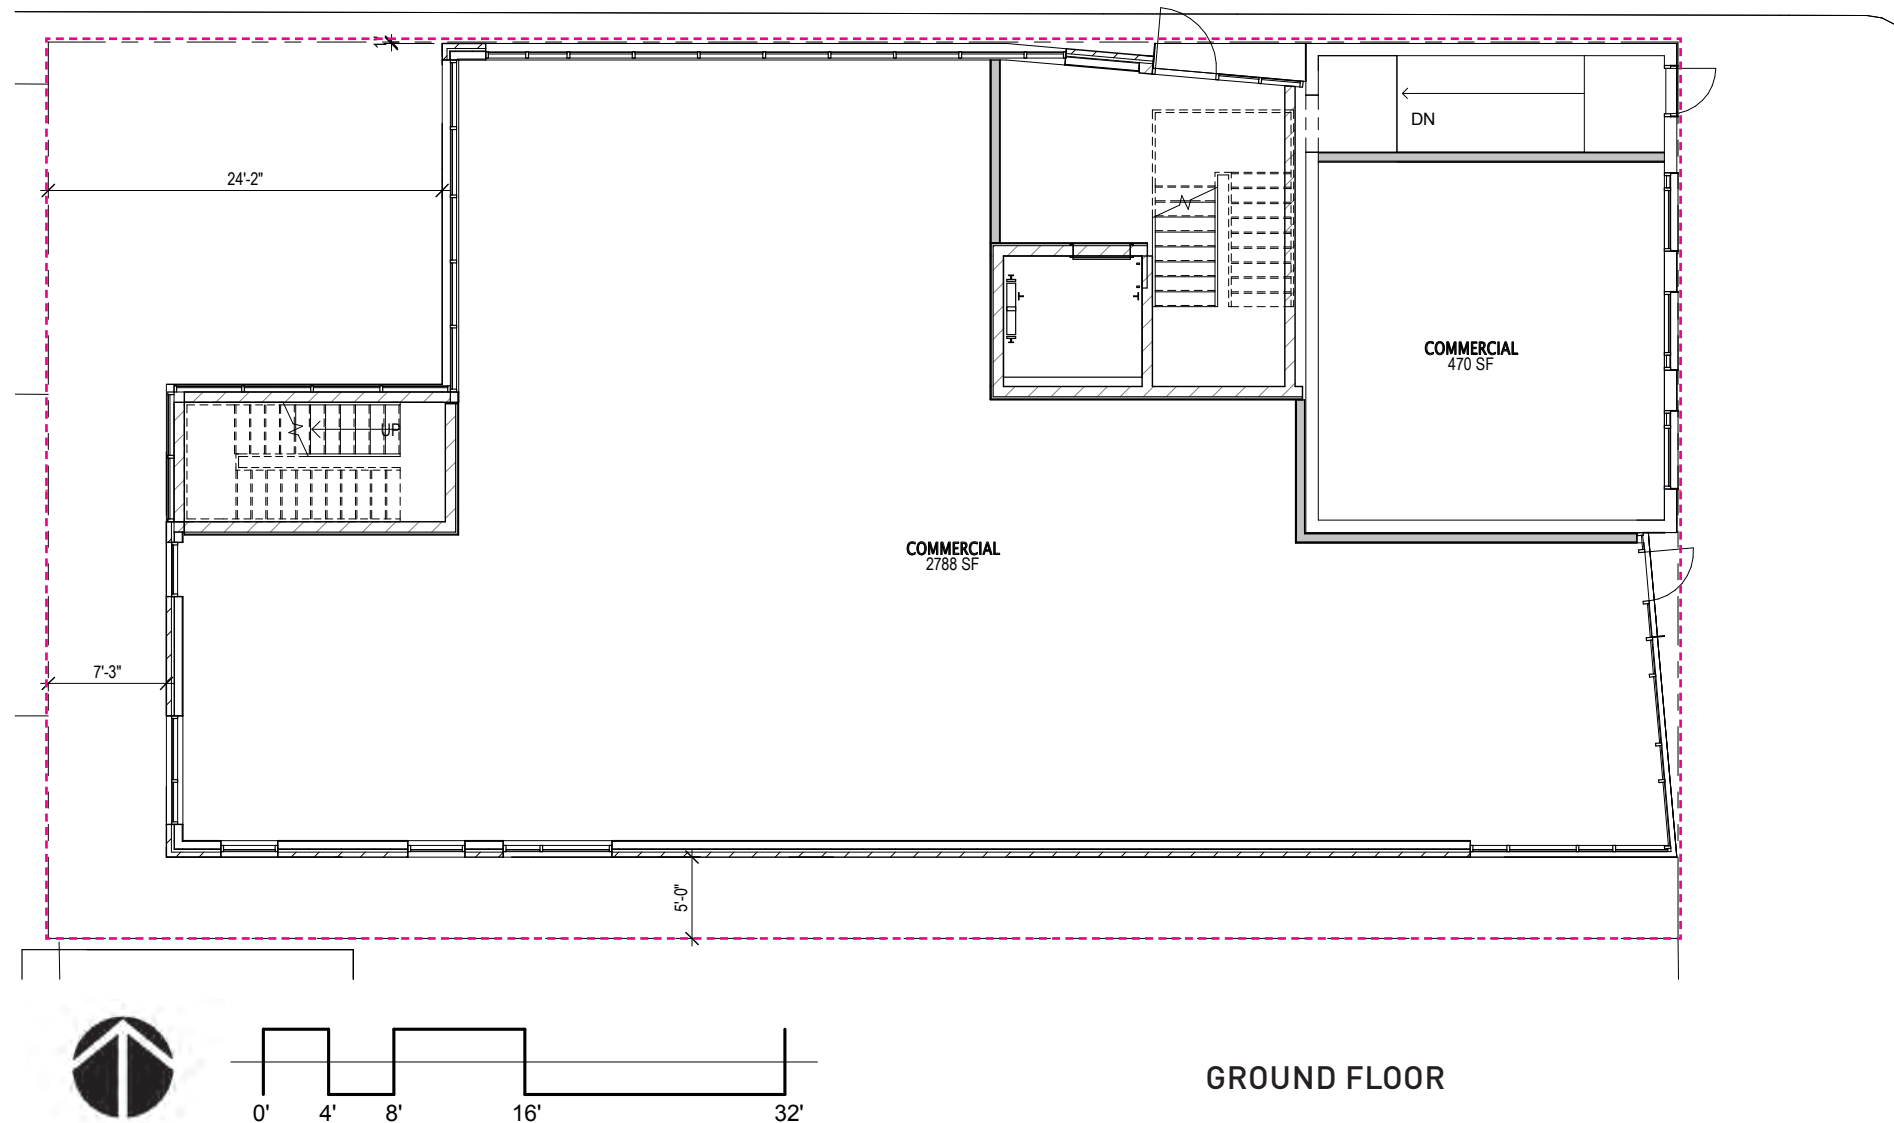 24'-2"
DN
COMMERCIAL
470 SF
UP
COMMERCIAL
2788 SF
7'-3"
5'-0"
0' 4' 8' 16' 32'
GROUND FLOOR